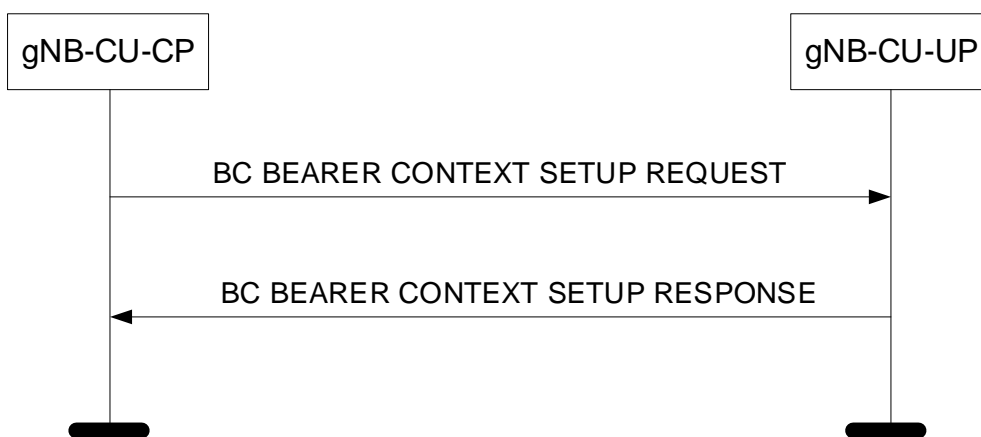 gNB-CU-CP
gNB-CU-UP
BC BEARER CONTEXT SETUP REQUEST
BC BEARER CONTEXT SETUP RESPONSE